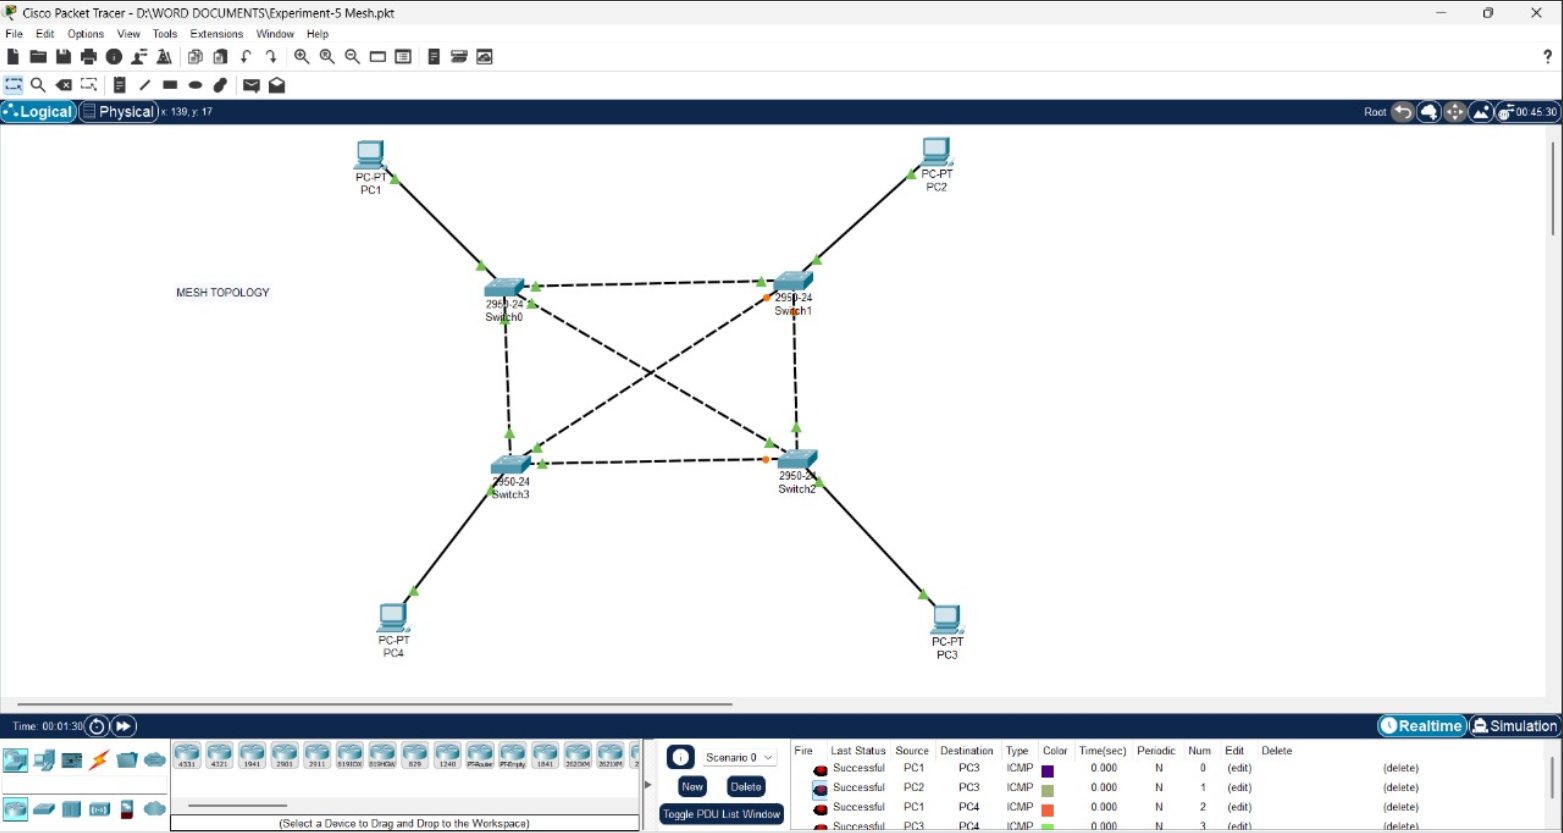 Cisco Packet Tracer - D:\WORD DOCUMENTS\Experiment-5 Mesh.pkt
File Edit Options View Tools Extensions Window Help
?
Logical Physical x: 139, y: 17 Root 00:45:30
PC-PT
PC1
PC-PT
PC2
MESH TOPOLOGY
2950-24
Switch0
2950-24
Switch1
2950-24
Switch3
2950-24
Switch2
PC-PT
PC4
PC-PT
PC3
Time: 00:01:30 Realtime Simulation
4331 4321 1941 2901 2911 819IOX 819HGW 829 1240 PT-Router PT-Empty 1841 2620XM 2621XM 2
(Select a Device to Drag and Drop to the Workspace)
Scenario 0
New Delete
Toggle PDU List Window
Fire Last Status Source Destination Type Color Time(sec) Periodic Num Edit Delete
Successful PC1 PC3 ICMP 0.000 N 0 (edit) (delete)
Successful PC2 PC3 ICMP 0.000 N 1 (edit) (delete)
Successful PC1 PC4 ICMP 0.000 N 2 (edit) (delete)
Successful PC3 PC4 ICMP 0.000 N 3 (edit) (delete)